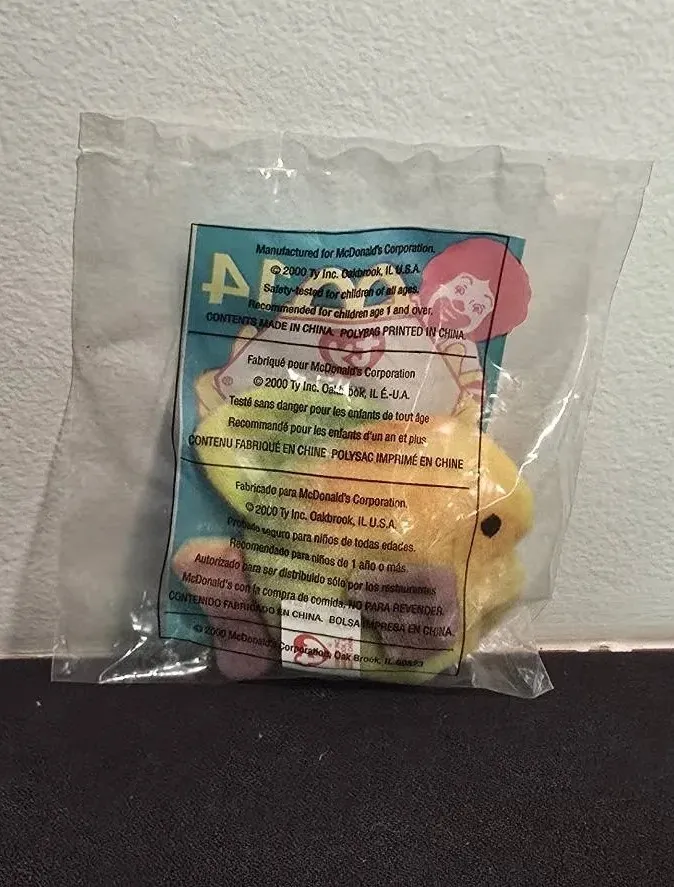 Manufactured for McDonald's Corporation.
© 2000 Ty Inc. Oakbrook, IL U.S.A.
Safety-tested for children of all ages.
Recommended for children age 1 and over.
CONTENTS MADE IN CHINA. POLYBAG PRINTED IN CHINA
Fabriqué pour McDonald's Corporation
© 2000 Ty Inc. Oakbrook, IL É.-U.A.
Testé sans danger pour les enfants de tout âge
Recommandé pour les enfants d'un an et plus
CONTENU FABRIQUÉ EN CHINE POLYSAC IMPRIMÉ EN CHINE
Fabricado para McDonald's Corporation.
© 2000 Ty Inc. Oakbrook, IL U.S.A.
Probado seguro para niños de todas edades.
Recomendado para niños de 1 año o más.
Autorizado para ser distribuido sólo por los restaurantes
McDonald's con la compra de comida, NO PARA REVENDER.
CONTENIDO FABRICADO EN CHINA. BOLSA IMPRESA EN CHINA.
© 2000 McDonald's Corporation, Oak Brook, IL 60523